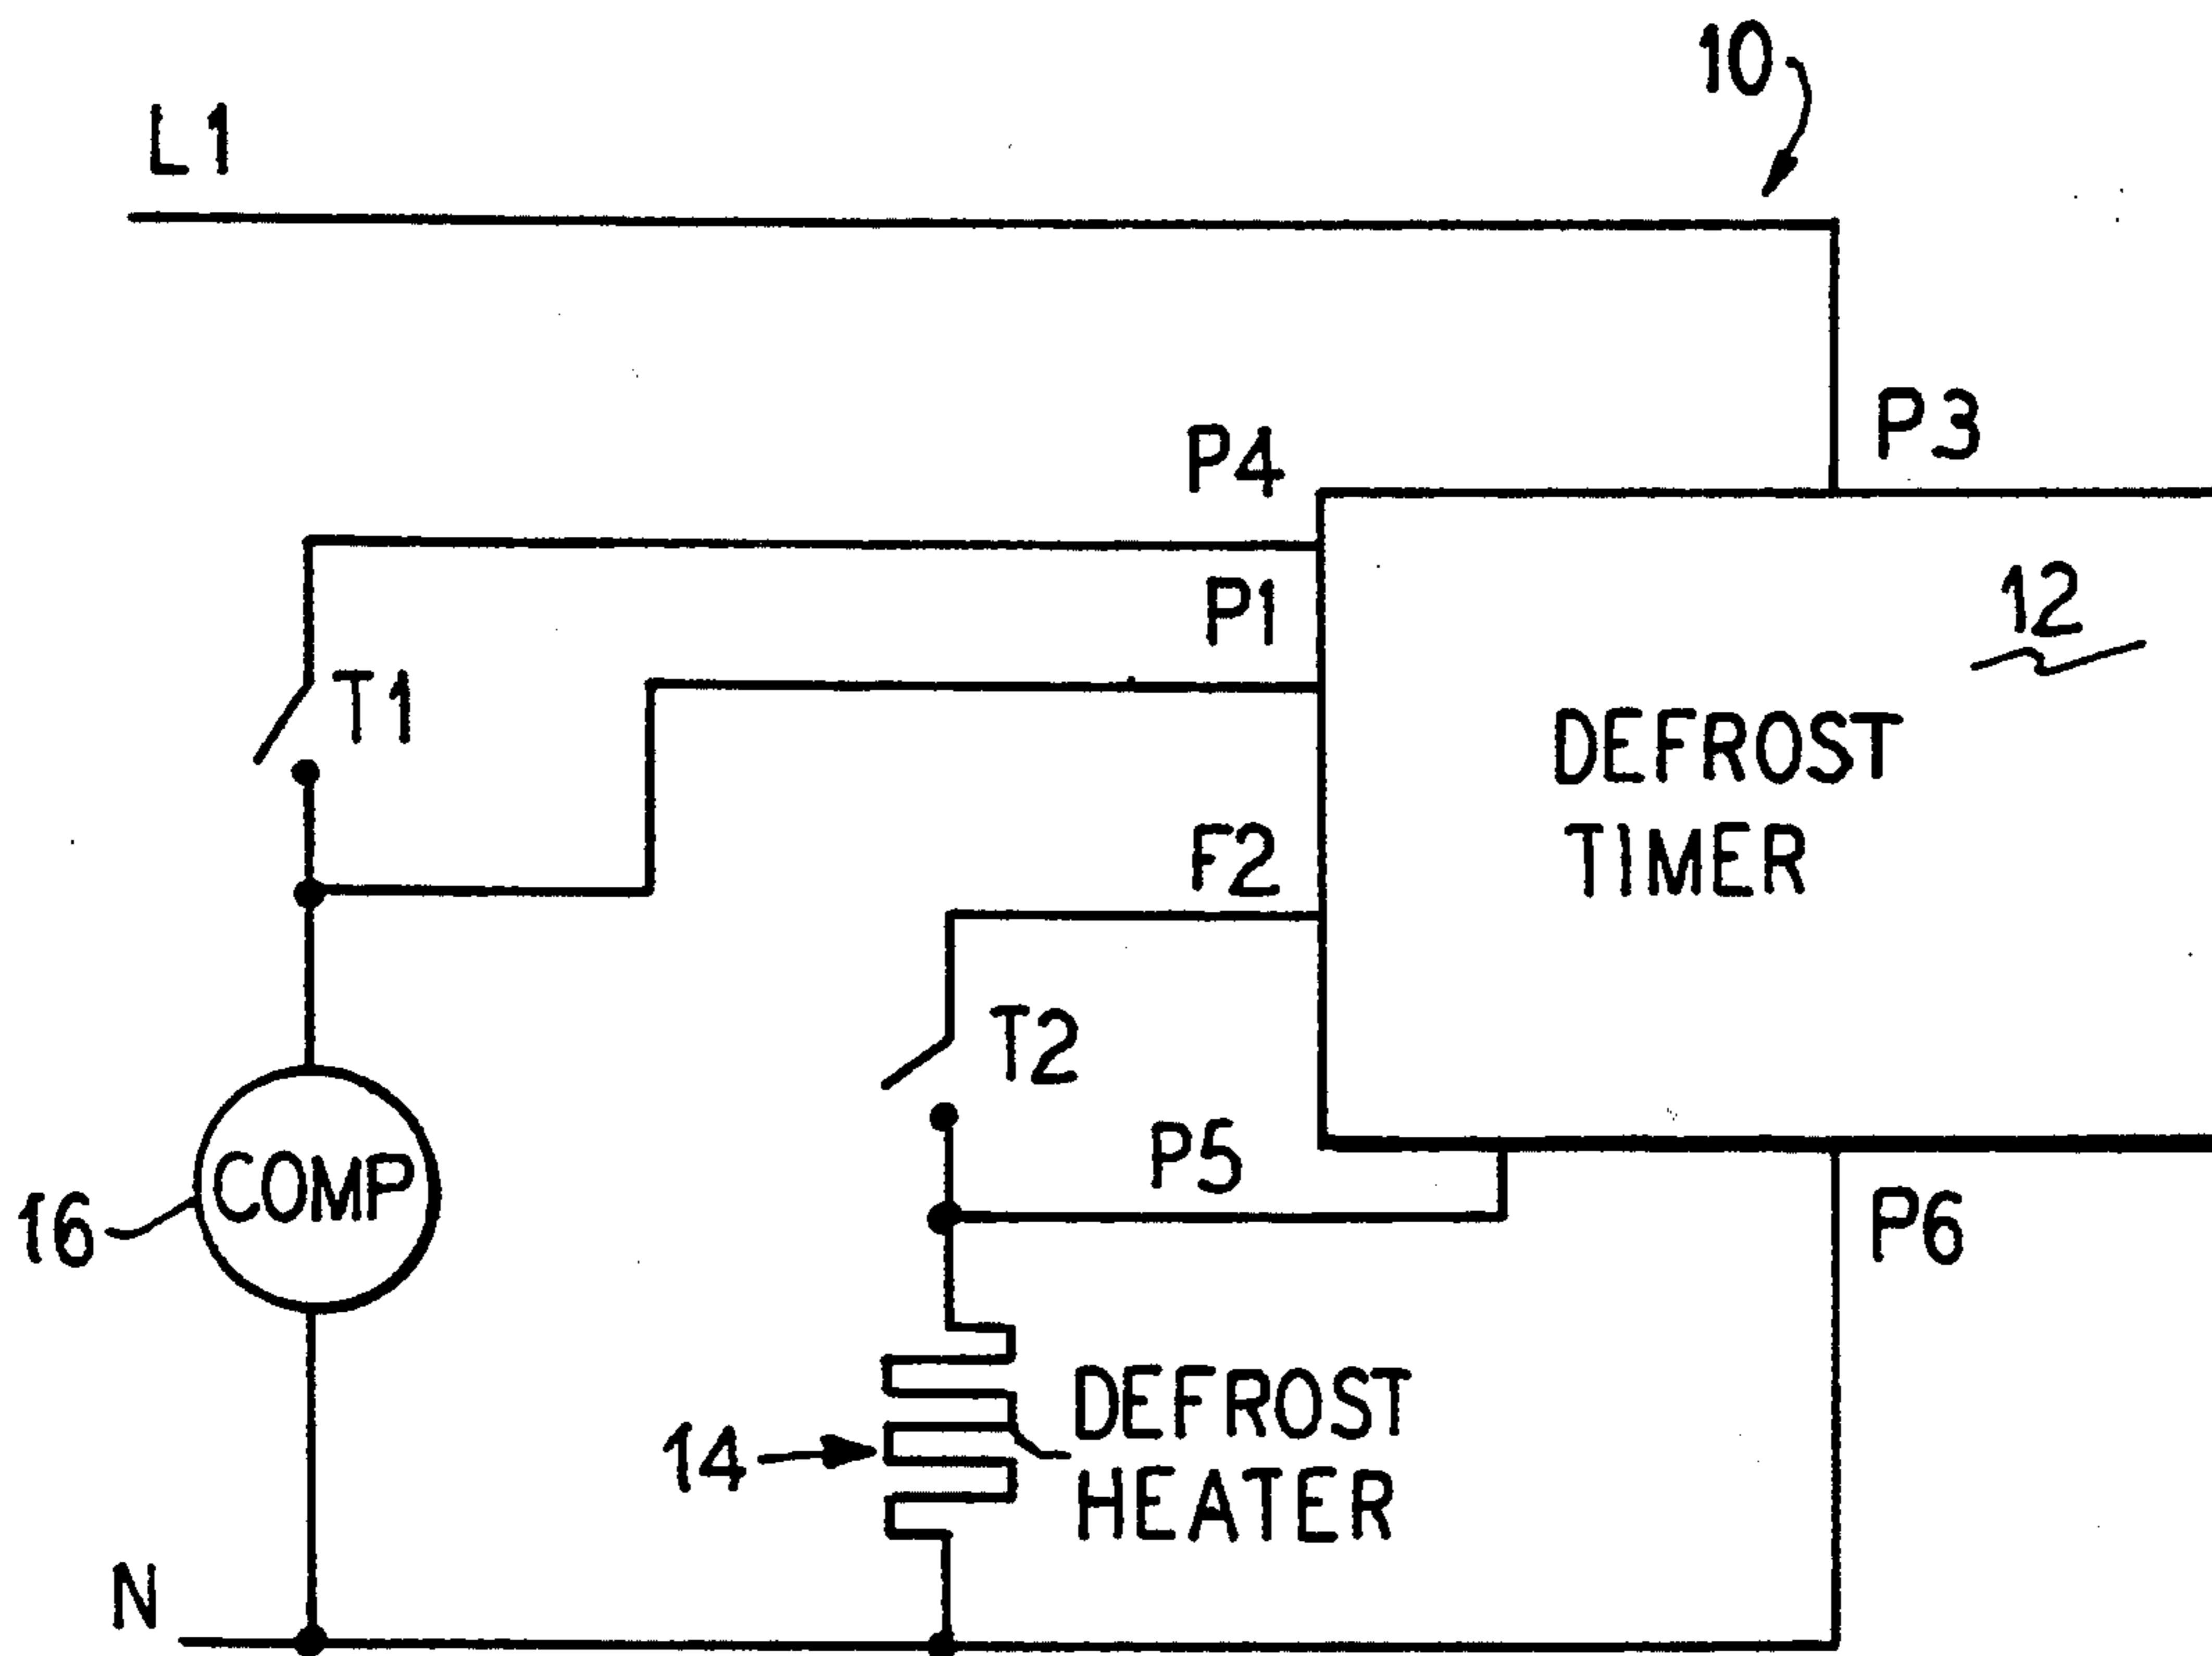 10
L1
P3
P4
P1
12
T1
DEFROST
TIMER
F2
T2
P5
COMP
16
P6
DEFROST
HEATER
14
N